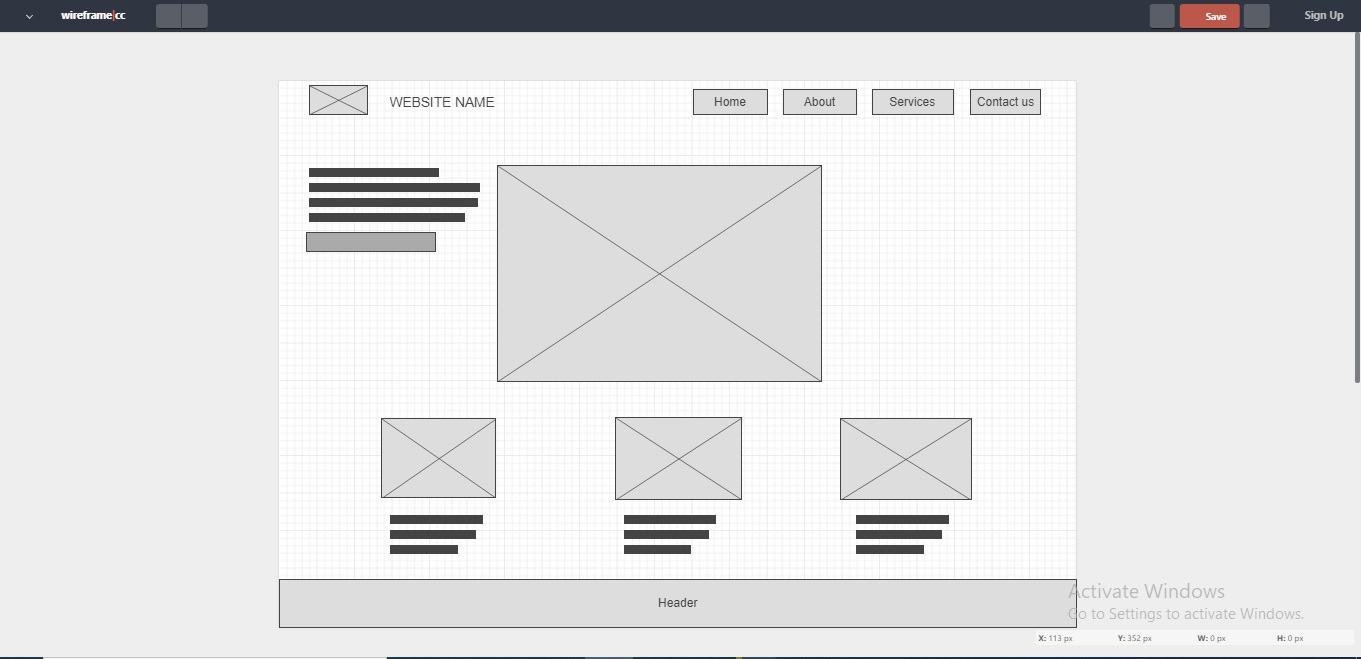 wireframe|cc
Save
Sign Up
WEBSITE NAME
Home
About
Services
Contact us
Header
Activate Windows
Go to Settings to activate Windows.
X: 113 px Y: 352 px W: 0 px H: 0 px